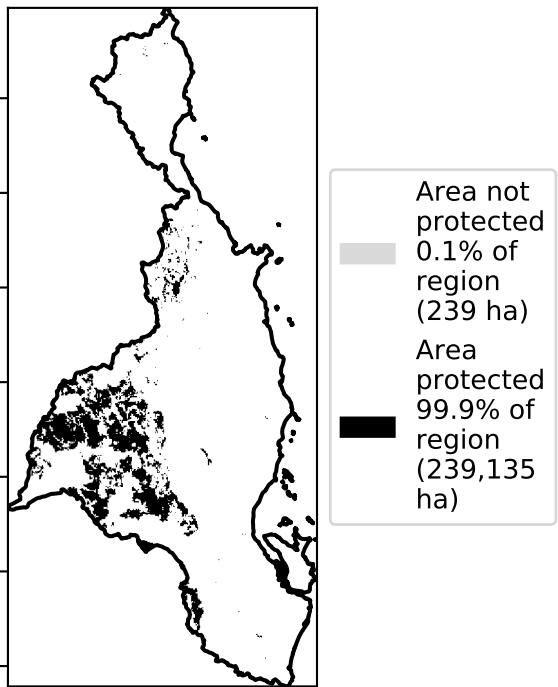 Area not
protected
0.1% of
region
(239 ha)
Area
protected
99.9% of
region
(239,135
ha)